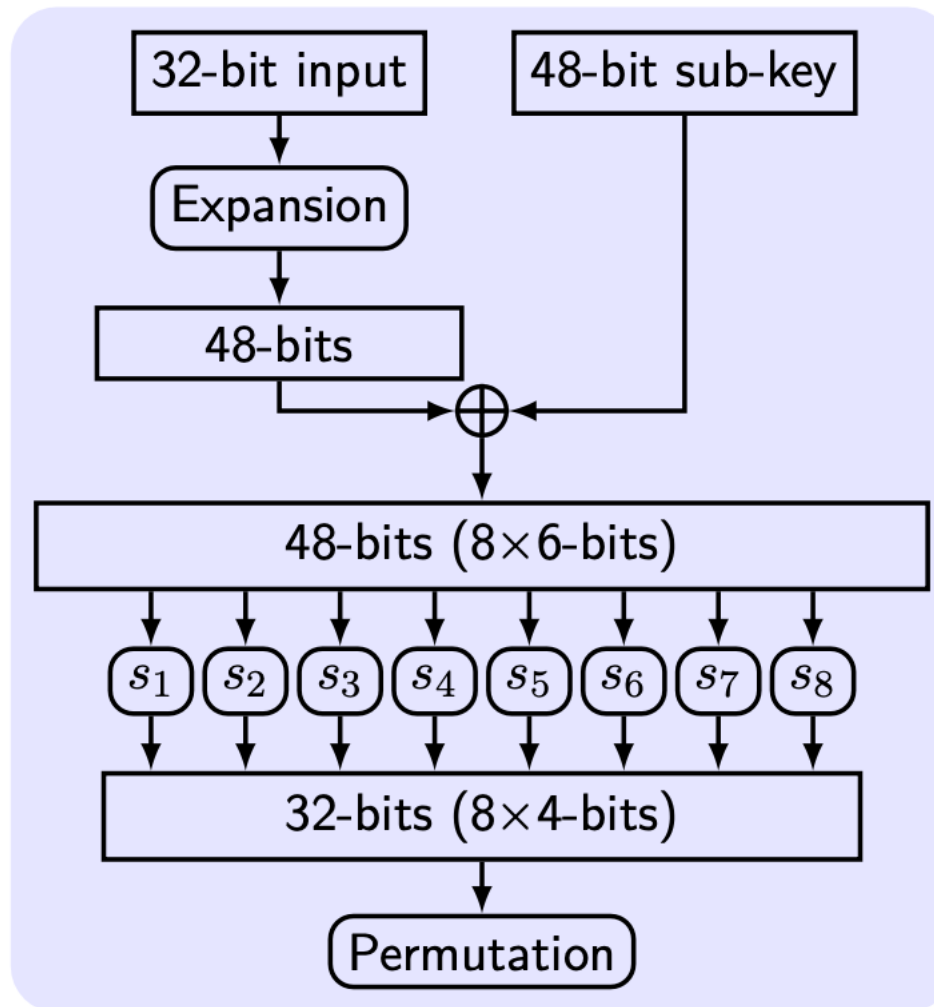 32-bit input
48-bit sub-key
Expansion
48-bits
48-bits (8×6-bits)
s₁ s₂ s₃ s₄ s₅ s₆ s₇ s₈
32-bits (8×4-bits)
Permutation